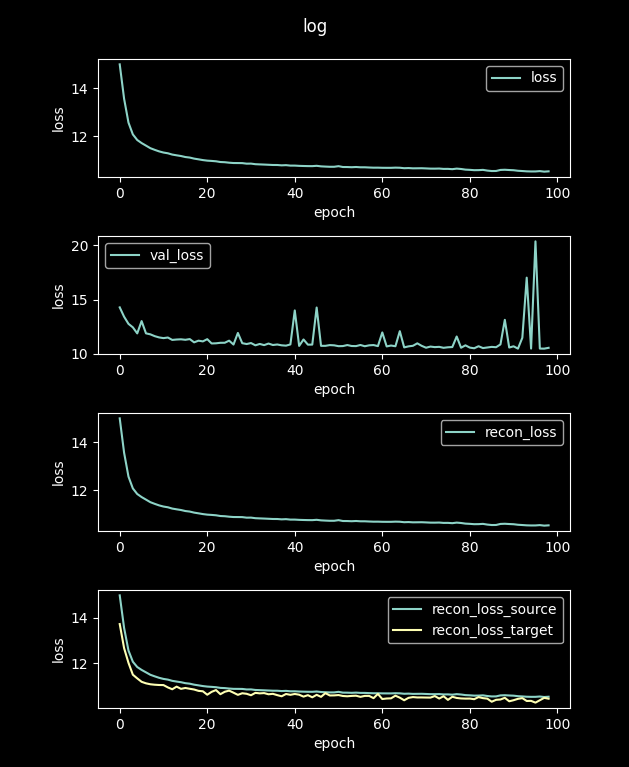 log
14
12
loss
loss
0 20 40 60 80 100
epoch
20
15
10
loss
val_loss
0 20 40 60 80 100
epoch
14
12
loss
recon_loss
0 20 40 60 80 100
epoch
14
12
loss
recon_loss_source
recon_loss_target
0 20 40 60 80 100
epoch